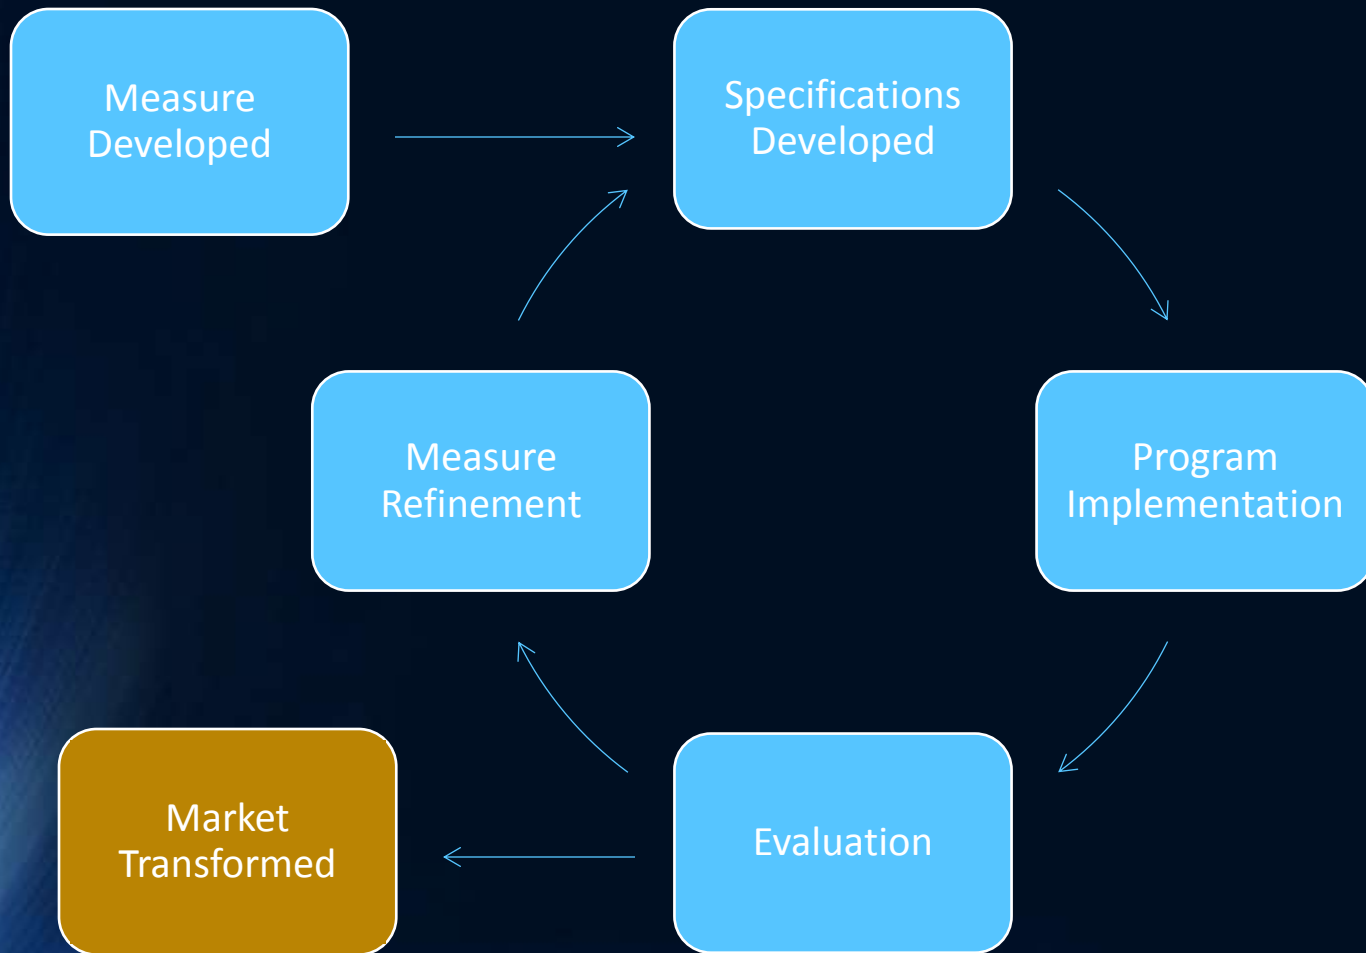 Measure
Developed
Specifications
Developed
Measure
Refinement
Program
Implementation
Market
Transformed
Evaluation